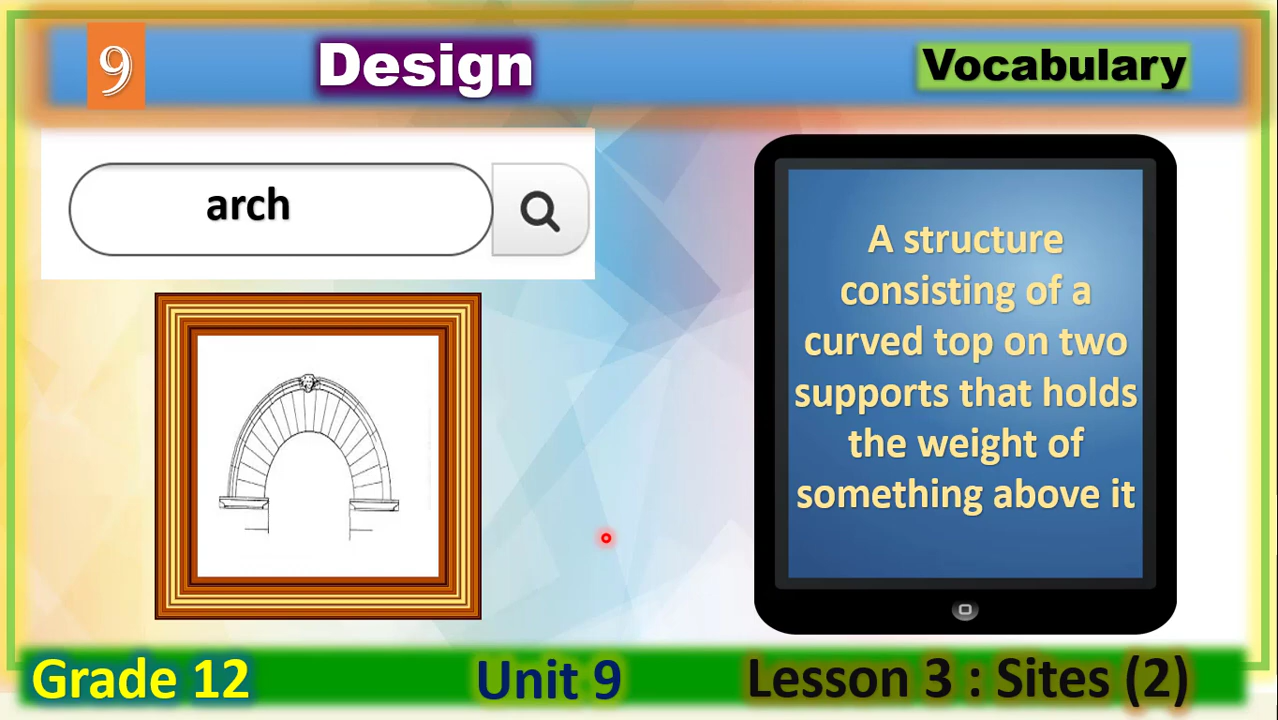 9 Design Vocabulary
arch
A structure
consisting of a
curved top on two
supports that holds
the weight of
something above it
Grade 12 Unit 9 Lesson 3 : Sites (2)